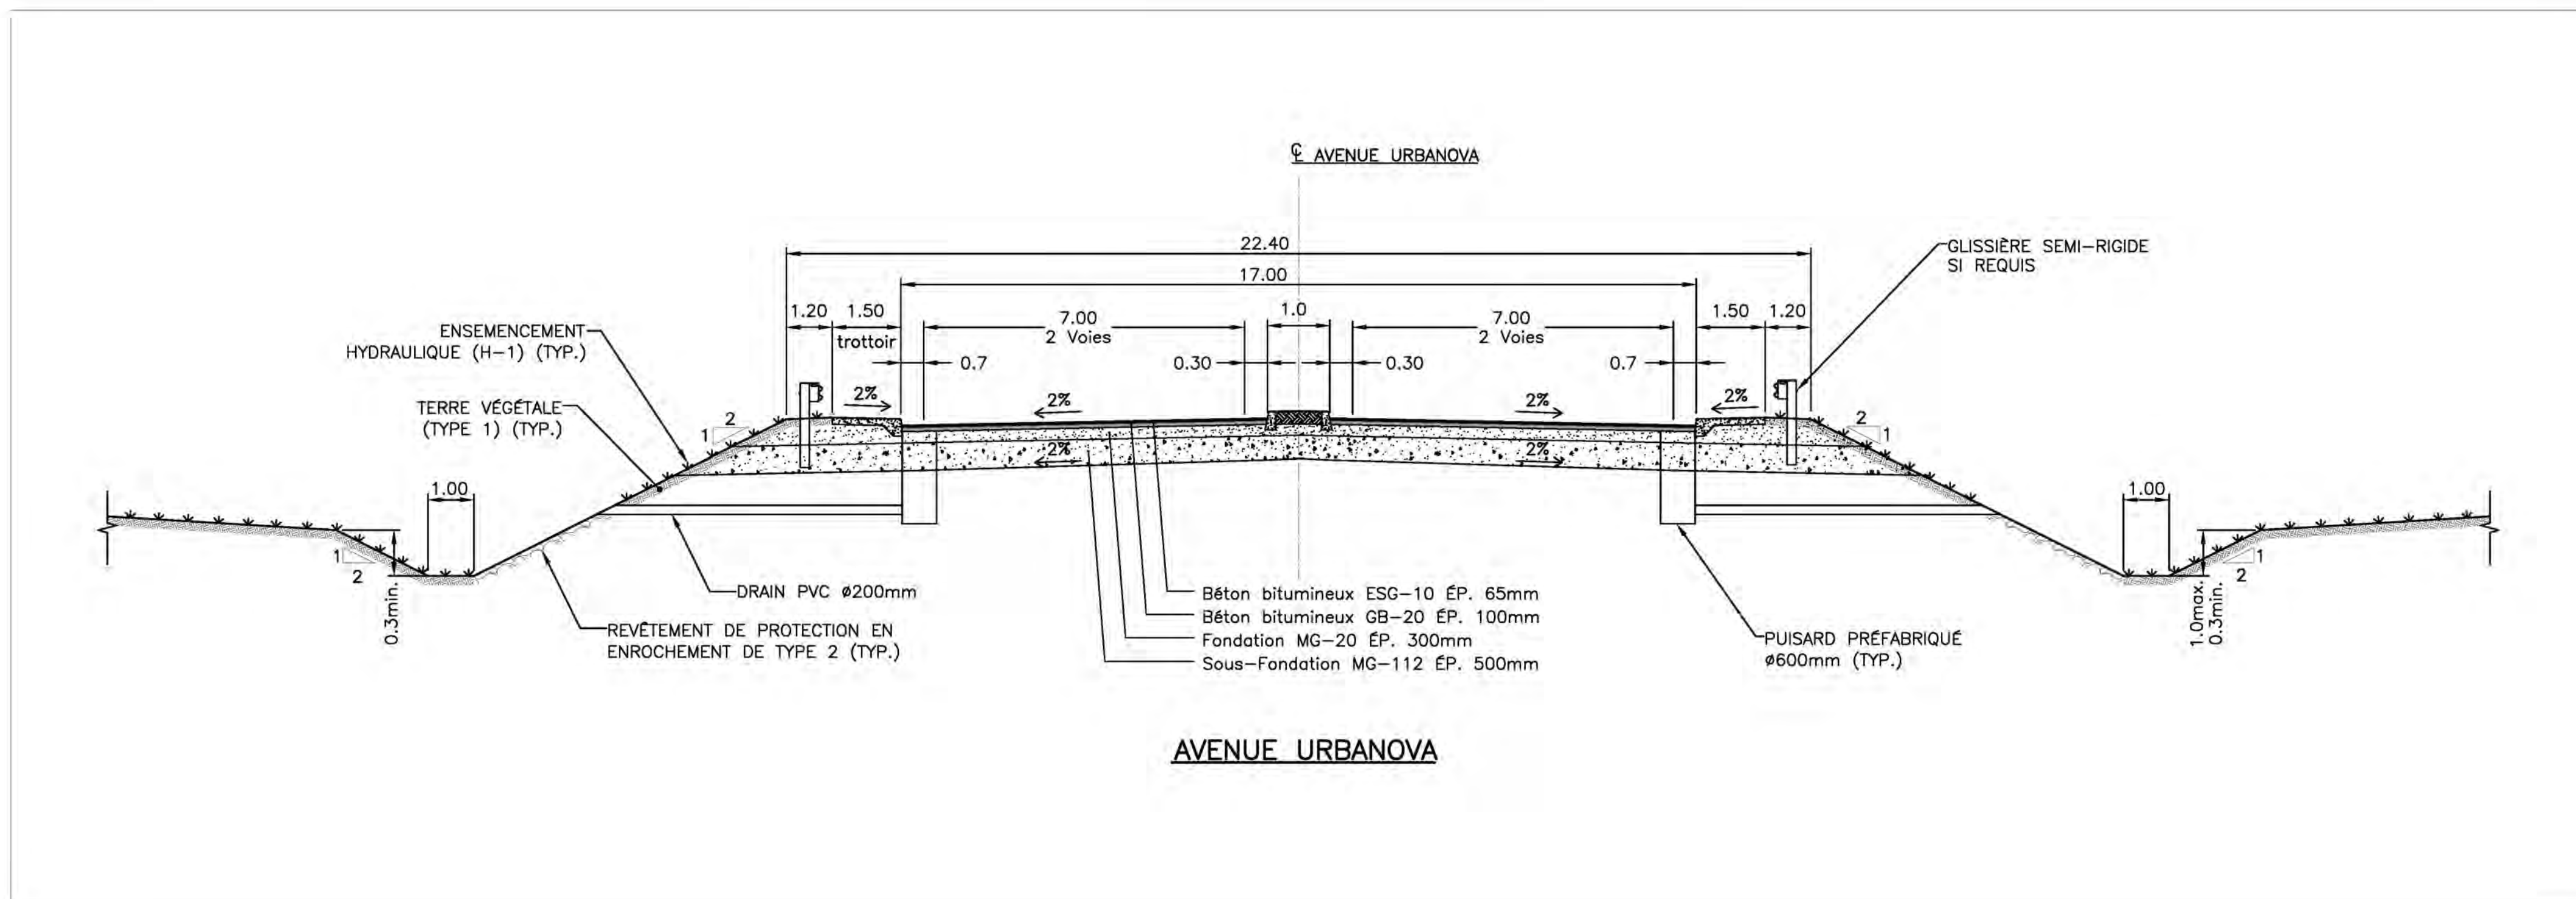 ℄ AVENUE URBANOVA
22.40
GLISSIÈRE SEMI-RIGIDE
SI REQUIS
17.00
1.20
1.50
trottoir
7.00
2 Voies
1.0
7.00
2 Voies
1.50
1.20
ENSEMENCEMENT
HYDRAULIQUE (H-1) (TYP.)
0.7
0.30
0.30
0.7
TERRE VÉGÉTALE
(TYPE 1) (TYP.)
2%
2%
2%
2%
2
1
2
1
2%
2%
1.00
1.00
1
2
0.3min.
1
2
1.0max.
0.3min.
DRAIN PVC ø200mm
REVÊTEMENT DE PROTECTION EN
ENROCHEMENT DE TYPE 2 (TYP.)
Béton bitumineux ESG-10 ÉP. 65mm
Béton bitumineux GB-20 ÉP. 100mm
Fondation MG-20 ÉP. 300mm
Sous-Fondation MG-112 ÉP. 500mm
PUISARD PRÉFABRIQUÉ
ø600mm (TYP.)
AVENUE URBANOVA